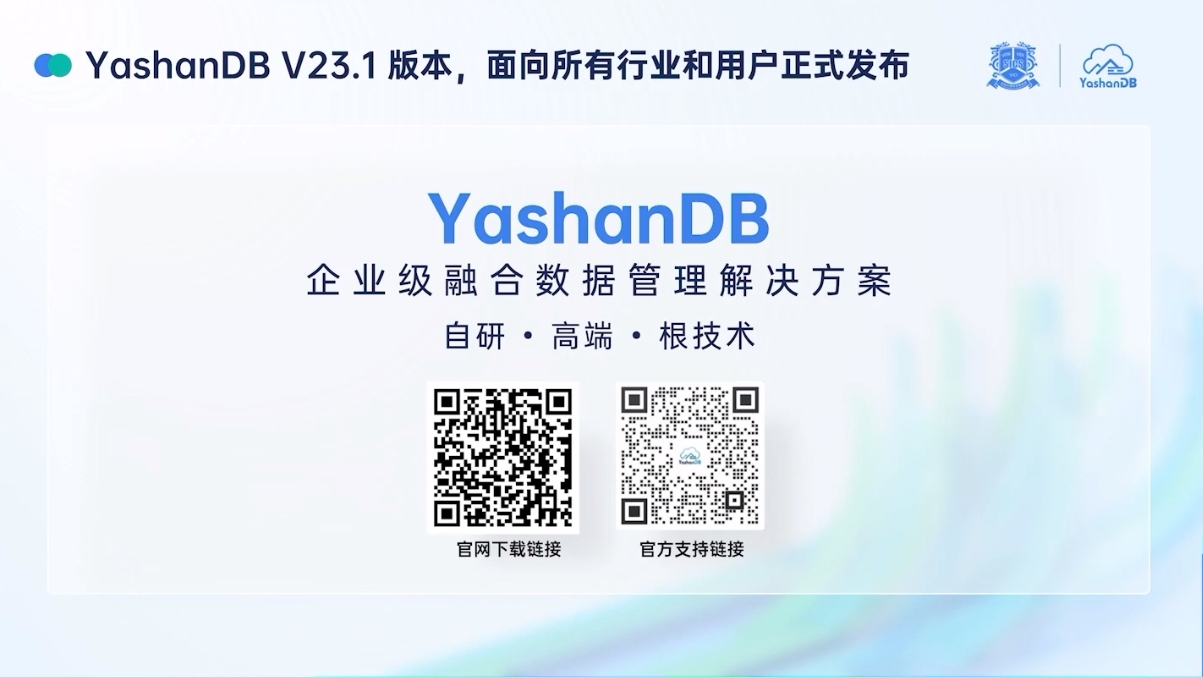 YashanDB V23.1 版本，面向所有行业和用户正式发布
YashanDB
YashanDB
企业级融合数据管理解决方案
自研 • 高端 • 根技术
YashanDB
官网下载链接
官方支持链接